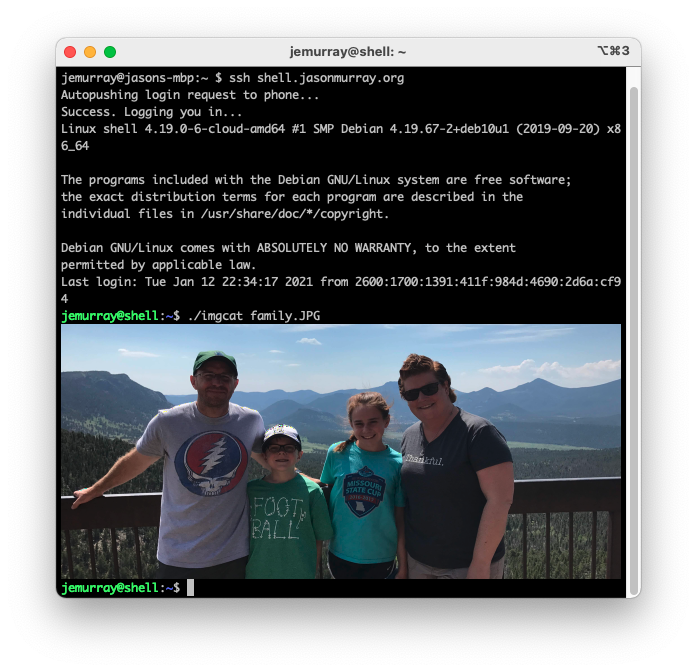 jemurray@shell: ~
⌥⌘3
jemurray@jasons-mbp:~ $ ssh shell.jasonmurray.org
Autopushing login request to phone...
Success. Logging you in...
Linux shell 4.19.0-6-cloud-amd64 #1 SMP Debian 4.19.67-2+deb10u1 (2019-09-20) x8
6_64
The programs included with the Debian GNU/Linux system are free software;
the exact distribution terms for each program are described in the
individual files in /usr/share/doc/*/copyright.
Debian GNU/Linux comes with ABSOLUTELY NO WARRANTY, to the extent
permitted by applicable law.
Last login: Tue Jan 12 22:34:17 2021 from 2600:1700:1391:411f:984d:4690:2d6a:cf9
4
jemurray@shell:~$ ./imgcat family.JPG
Thankful.
MISSOURI
STATE CUP
FOOT
BALL
jemurray@shell:~$